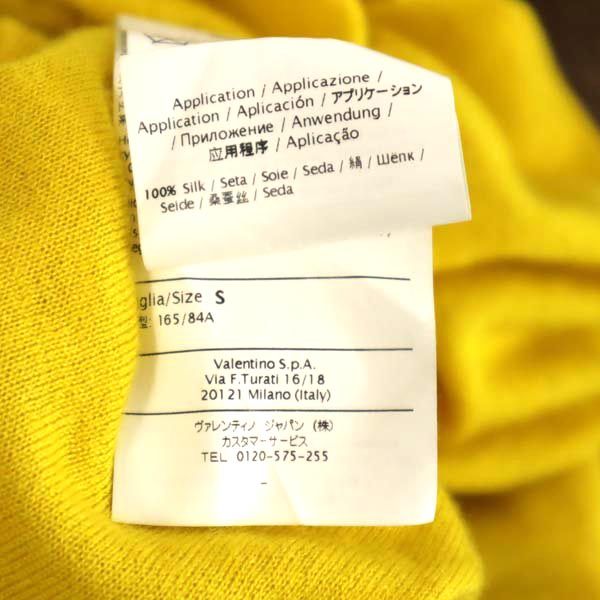 Application / Applicazione /
Application / Aplicación / アプリケーション
/ Приложение / Anwendung /
应用程序 / Aplicação
100% Silk / Seta / Soie / Seda / 絹 / Шёлк /
Seide / 桑蚕丝 / Seda
glia/Size S
型: 165/84A
Valentino S.p.A.
Via F.Turati 16/18
20121 Milano (Italy)
ヴァレンティノ ジャパン (株)
カスタマーサービス
TEL 0120-575-255
-